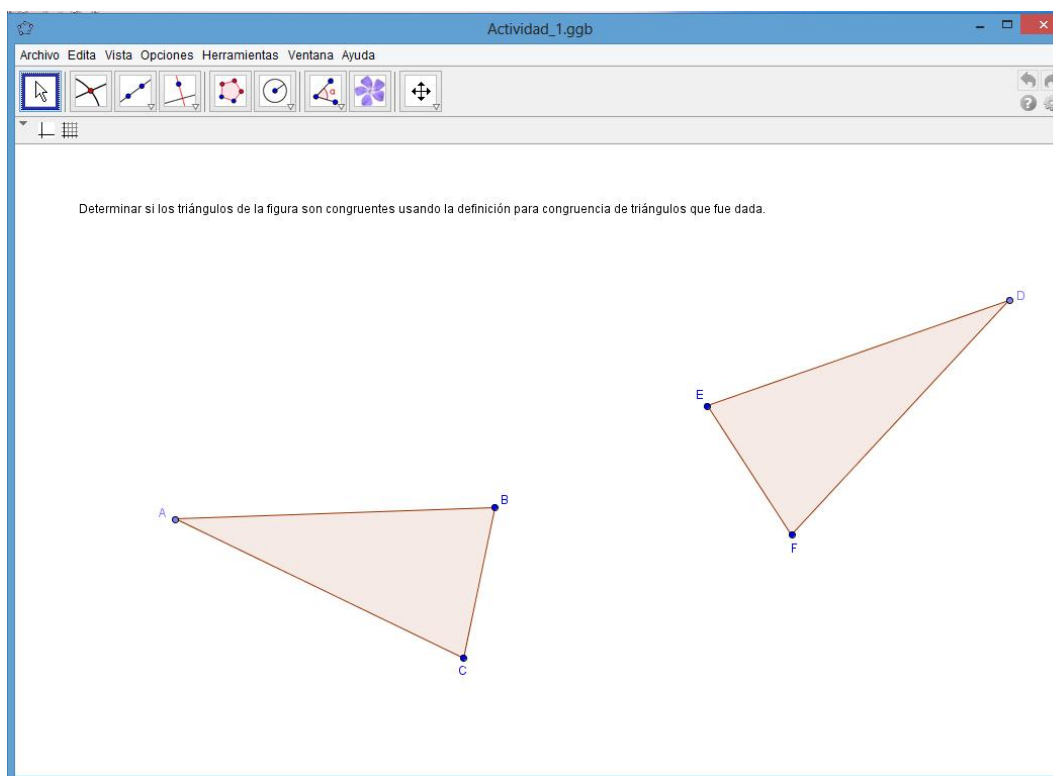 Actividad_1.ggb
Archivo Edita Vista Opciones Herramientas Ventana Ayuda
Determinar si los triángulos de la figura son congruentes usando la definición para congruencia de triángulos que fue dada.
D
E
A
B
F
C